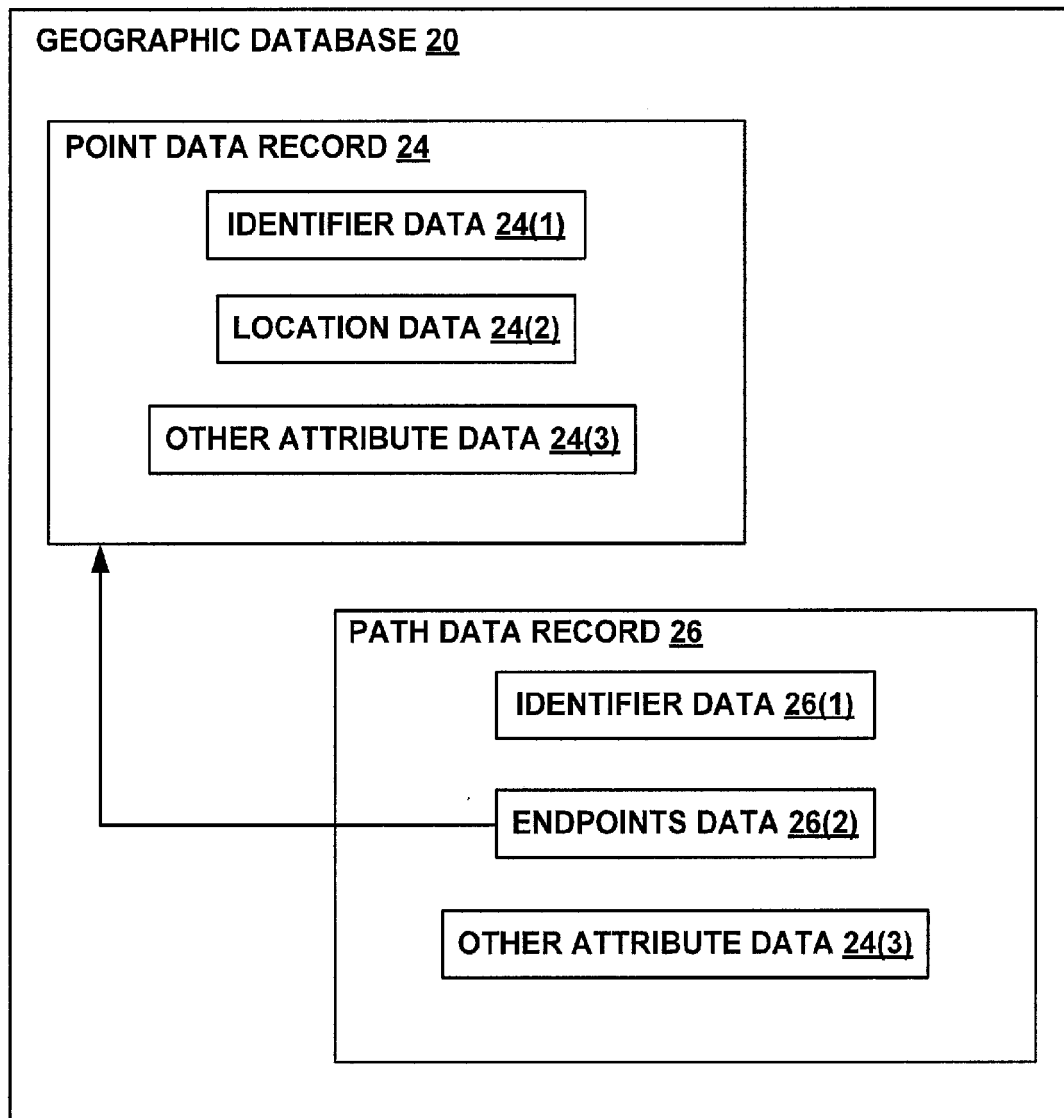 GEOGRAPHIC DATABASE 20
POINT DATA RECORD 24
IDENTIFIER DATA 24(1)
LOCATION DATA 24(2)
OTHER ATTRIBUTE DATA 24(3)
PATH DATA RECORD 26
IDENTIFIER DATA 26(1)
ENDPOINTS DATA 26(2)
OTHER ATTRIBUTE DATA 24(3)